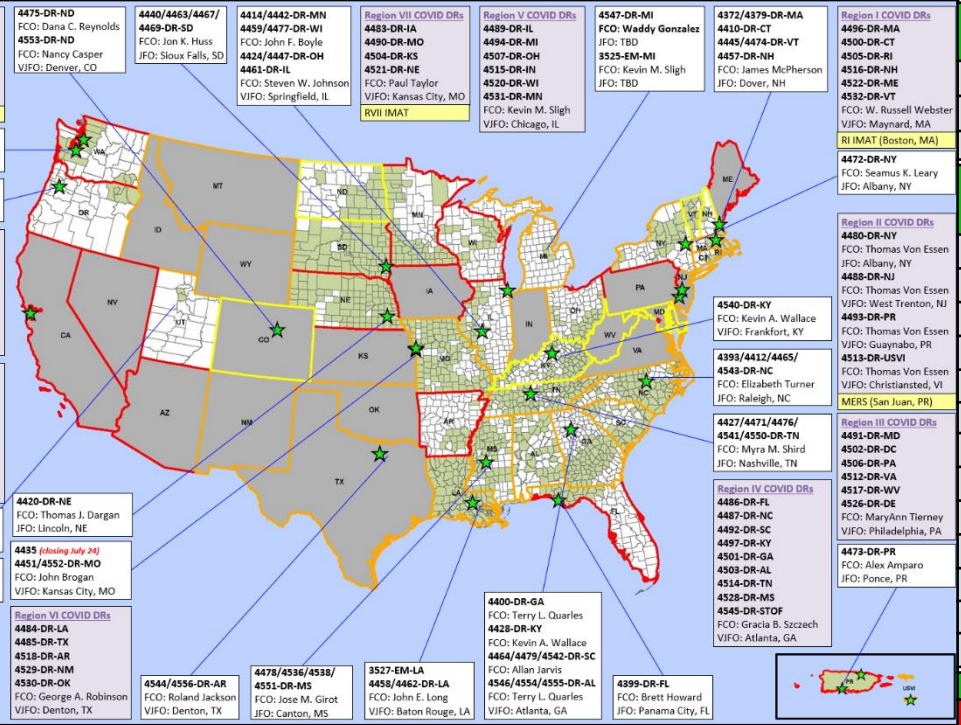 4475-DR-ND
FCO: Dana C. Reynolds
4553-DR-ND
FCO: Nancy Casper
VJFO: Denver, CO
4440/4463/4467/
4469-DR-SD
FCO: Jon K. Huss
JFO: Sioux Falls, SD
4414/4442-DR-MN
4459/4477-DR-WI
FCO: John F. Boyle
4424/4447-DR-OH
4461-DR-IL
FCO: Steven W. Johnson
VJFO: Springfield, IL
Region VII COVID DRs
4483-DR-IA
4490-DR-MO
4504-DR-KS
4521-DR-NE
FCO: Paul Taylor
VJFO: Kansas City, MO
RVII IMAT
Region V COVID DRs
4489-DR-IL
4494-DR-MI
4507-DR-OH
4515-DR-IN
4520-DR-WI
4531-DR-MN
FCO: Kevin M. Sligh
VJFO: Chicago, IL
4547-DR-MI
FCO: Waddy Gonzalez
JFO: TBD
3525-EM-MI
FCO: Kevin M. Sligh
JFO: TBD
4372/4379-DR-MA
4410-DR-CT
4445/4474-DR-VT
4457-DR-NH
FCO: James McPherson
JFO: Dover, NH
Region I COVID DRs
4496-DR-MA
4500-DR-CT
4505-DR-RI
4516-DR-NH
4522-DR-ME
4532-DR-VT
FCO: W. Russell Webster
VJFO: Maynard, MA
RI IMAT (Boston, MA)
4472-DR-NY
FCO: Seamus K. Leary
JFO: Albany, NY
Region II COVID DRs
4480-DR-NY
FCO: Thomas Von Essen
JFO: Albany, NY
4488-DR-NJ
FCO: Thomas Von Essen
VJFO: West Trenton, NJ
4493-DR-PR
FCO: Thomas Von Essen
VJFO: Guaynabo, PR
4513-DR-USVI
FCO: Thomas Von Essen
VJFO: Christiansted, VI
MERS (San Juan, PR)
Region III COVID DRs
4491-DR-MD
4502-DR-DC
4506-DR-PA
4512-DR-VA
4517-DR-WV
4526-DR-DE
FCO: MaryAnn Tierney
VJFO: Philadelphia, PA
4473-DR-PR
FCO: Alex Amparo
JFO: Ponce, PR
4540-DR-KY
FCO: Kevin A. Wallace
VJFO: Frankfort, KY
4393/4412/4465/
4543-DR-NC
FCO: Elizabeth Turner
JFO: Raleigh, NC
4427/4471/4476/
4541/4550-DR-TN
FCO: Myra M. Shird
JFO: Nashville, TN
Region IV COVID DRs
4486-DR-FL
4487-DR-NC
4492-DR-SC
4497-DR-KY
4501-DR-GA
4503-DR-AL
4514-DR-TN
4528-DR-MS
4545-DR-STOF
FCO: Gracia B. Szczech
VJFO: Atlanta, GA
WA
OR
CA
NV
ID
MT
WY
UT
CO
AZ
NM
ND
SD
NE
KS
OK
TX
MN
IA
MO
AR
LA
WI
IL
MI
IN
OH
KY
TN
MS
AL
GA
FL
SC
NC
VA
WV
MD
PA
NJ
NY
VT
NH
ME
MA
CT
RI
4420-DR-NE
FCO: Thomas J. Dargan
JFO: Lincoln, NE
4435 (closing July 24)
4451/4552-DR-MO
FCO: John Brogan
VJFO: Kansas City, MO
Region VI COVID DRs
4484-DR-LA
4485-DR-TX
4518-DR-AR
4529-DR-NM
4530-DR-OK
FCO: George A. Robinson
VJFO: Denton, TX
4544/4556-DR-AR
FCO: Roland Jackson
VJFO: Denton, TX
4478/4536/4538/
4551-DR-MS
FCO: Jose M. Girot
JFO: Canton, MS
3527-EM-LA
4458/4462-DR-LA
FCO: John E. Long
VJFO: Baton Rouge, LA
4400-DR-GA
FCO: Terry L. Quarles
4428-DR-KY
FCO: Kevin A. Wallace
4464/4479/4542-DR-SC
FCO: Allan Jarvis
4546/4554/4555-DR-AL
FCO: Terry L. Quarles
VJFO: Atlanta, GA
4399-DR-FL
FCO: Brett Howard
JFO: Panama City, FL
PR
USVI